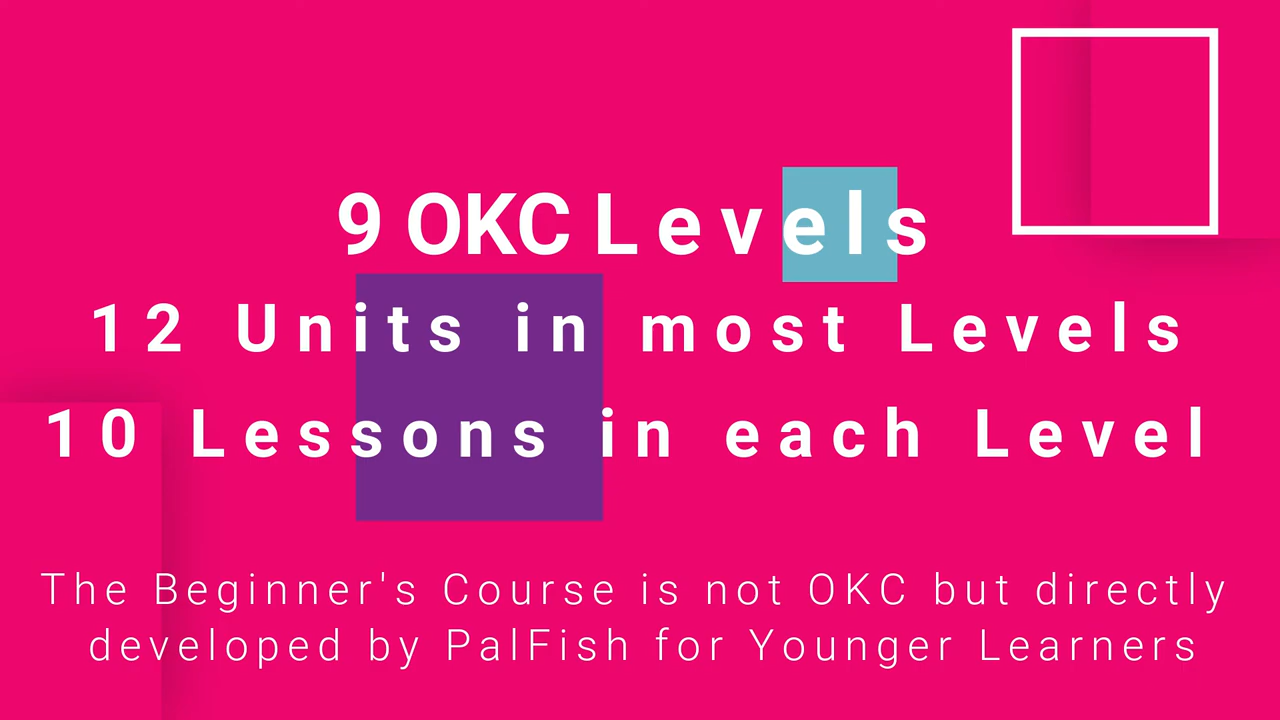 9 OKC Levels
12 Units in most Levels
10 Lessons in each Level
The Beginner's Course is not OKC but directly
developed by PalFish for Younger Learners